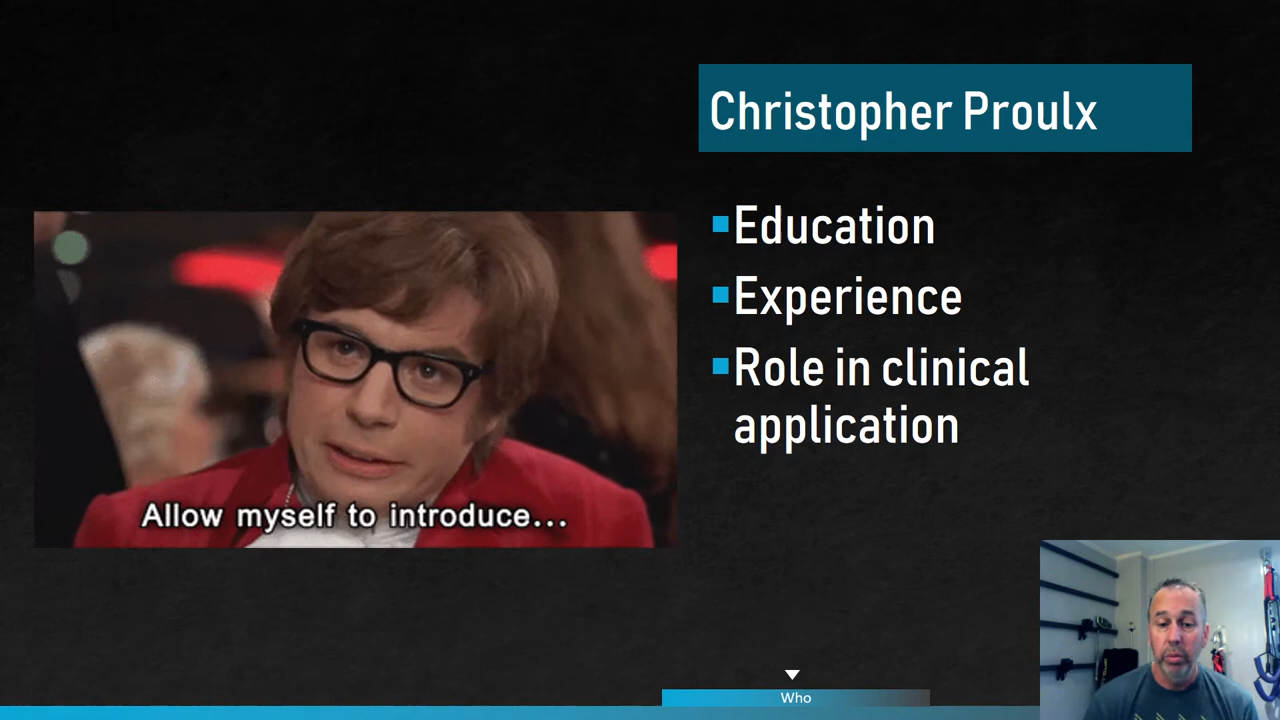 Christopher Proulx
Education
Experience
Role in clinical
application
Allow myself to introduce...
Who